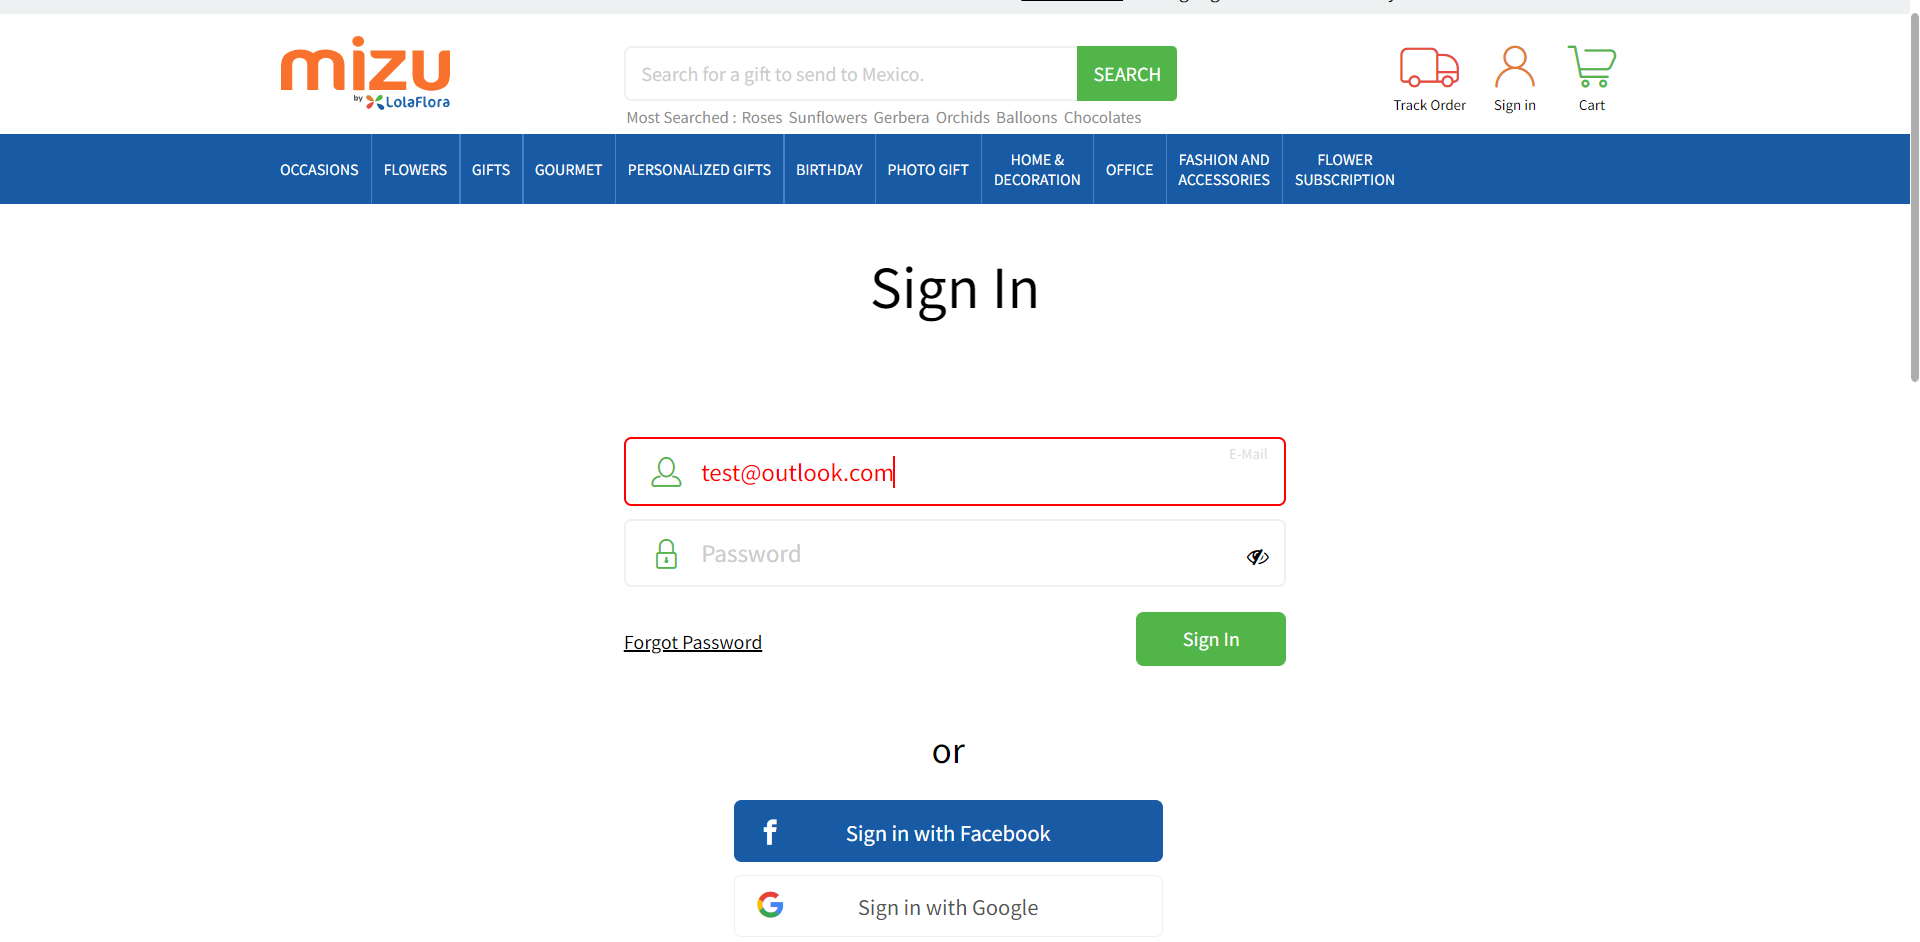 mizu
by LolaFlora
Search for a gift to send to Mexico.
SEARCH
Most Searched : Roses Sunflowers Gerbera Orchids Balloons Chocolates
Track Order
Sign in
Cart
OCCASIONS
FLOWERS
GIFTS
GOURMET
PERSONALIZED GIFTS
BIRTHDAY
PHOTO GIFT
HOME &
DECORATION
OFFICE
FASHION AND
ACCESSORIES
FLOWER
SUBSCRIPTION
Sign In
E-Mail
test@outlook.com
Password
Forgot Password
Sign In
or
Sign in with Facebook
Sign in with Google